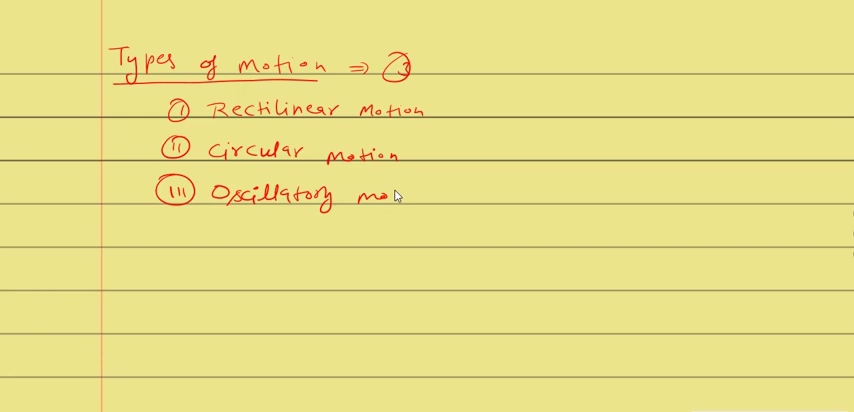 Types of motion ⇒ ③
(i) Rectilinear motion
(ii) Circular motion
(iii) Oscillatory mo